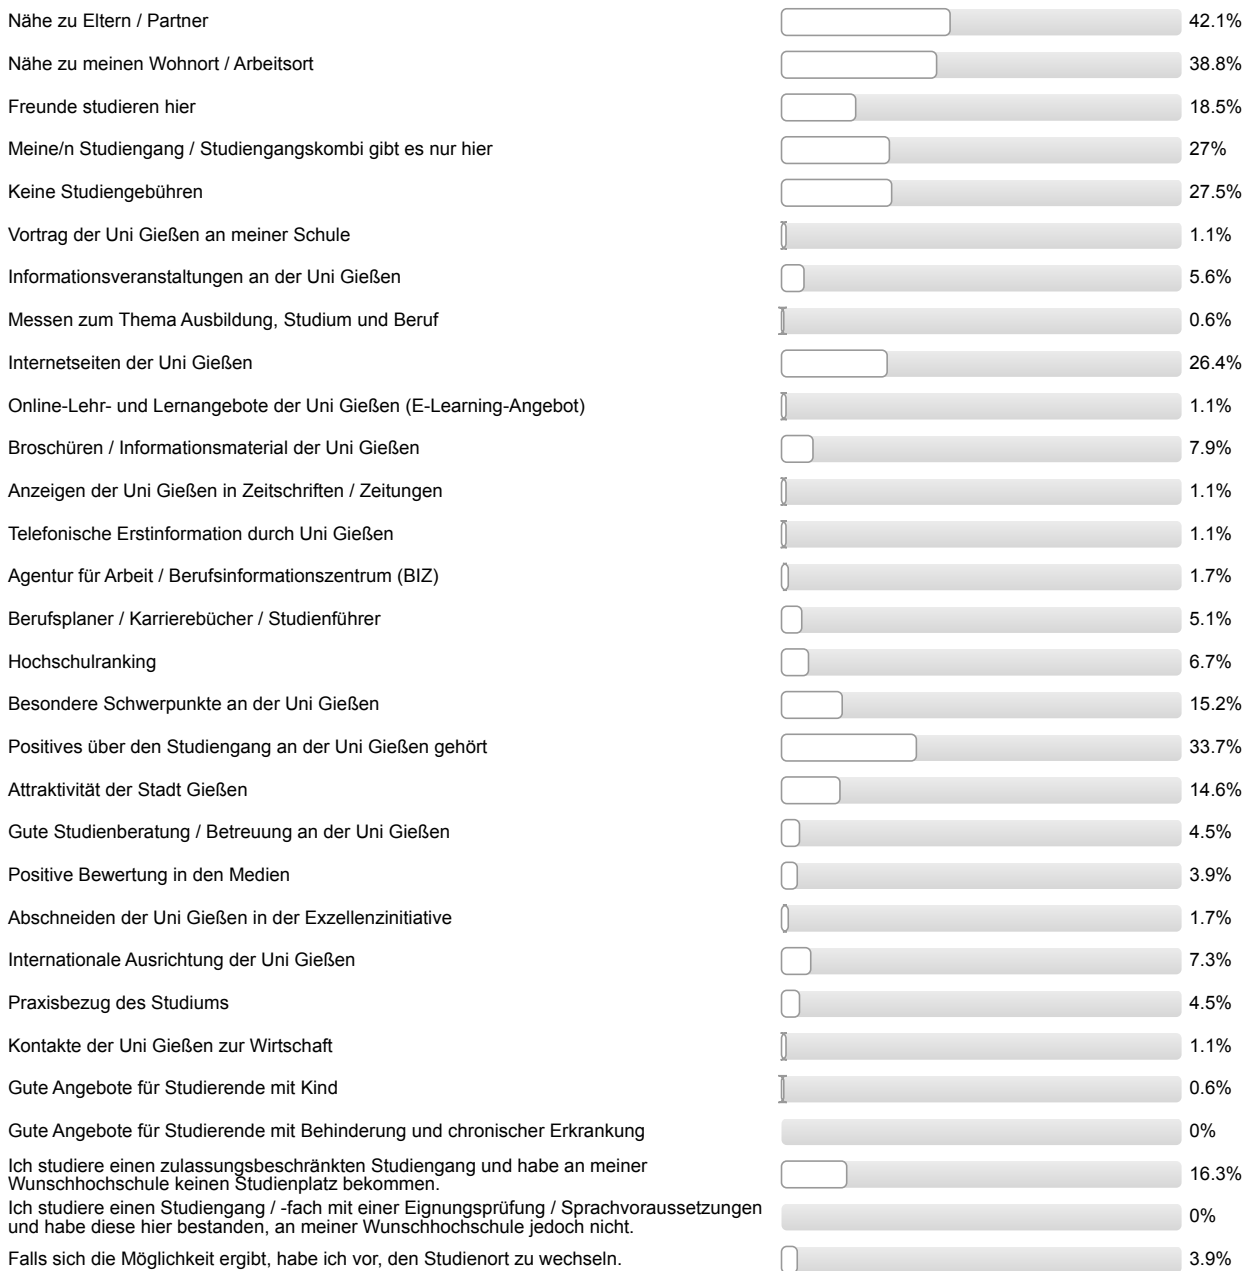 Nähe zu Eltern / Partner 42.1%
Nähe zu meinen Wohnort / Arbeitsort 38.8%
Freunde studieren hier 18.5%
Meine/n Studiengang / Studiengangskombi gibt es nur hier 27%
Keine Studiengebühren 27.5%
Vortrag der Uni Gießen an meiner Schule 1.1%
Informationsveranstaltungen an der Uni Gießen 5.6%
Messen zum Thema Ausbildung, Studium und Beruf 0.6%
Internetseiten der Uni Gießen 26.4%
Online-Lehr- und Lernangebote der Uni Gießen (E-Learning-Angebot) 1.1%
Broschüren / Informationsmaterial der Uni Gießen 7.9%
Anzeigen der Uni Gießen in Zeitschriften / Zeitungen 1.1%
Telefonische Erstinformation durch Uni Gießen 1.1%
Agentur für Arbeit / Berufsinformationszentrum (BIZ) 1.7%
Berufsplaner / Karrierebücher / Studienführer 5.1%
Hochschulranking 6.7%
Besondere Schwerpunkte an der Uni Gießen 15.2%
Positives über den Studiengang an der Uni Gießen gehört 33.7%
Attraktivität der Stadt Gießen 14.6%
Gute Studienberatung / Betreuung an der Uni Gießen 4.5%
Positive Bewertung in den Medien 3.9%
Abschneiden der Uni Gießen in der Exzellenzinitiative 1.7%
Internationale Ausrichtung der Uni Gießen 7.3%
Praxisbezug des Studiums 4.5%
Kontakte der Uni Gießen zur Wirtschaft 1.1%
Gute Angebote für Studierende mit Kind 0.6%
Gute Angebote für Studierende mit Behinderung und chronischer Erkrankung 0%
Ich studiere einen zulassungsbeschränkten Studiengang und habe an meiner
Wunschhochschule keinen Studienplatz bekommen. 16.3%
Ich studiere einen Studiengang / -fach mit einer Eignungsprüfung / Sprachvoraussetzungen
und habe diese hier bestanden, an meiner Wunschhochschule jedoch nicht. 0%
Falls sich die Möglichkeit ergibt, habe ich vor, den Studienort zu wechseln. 3.9%